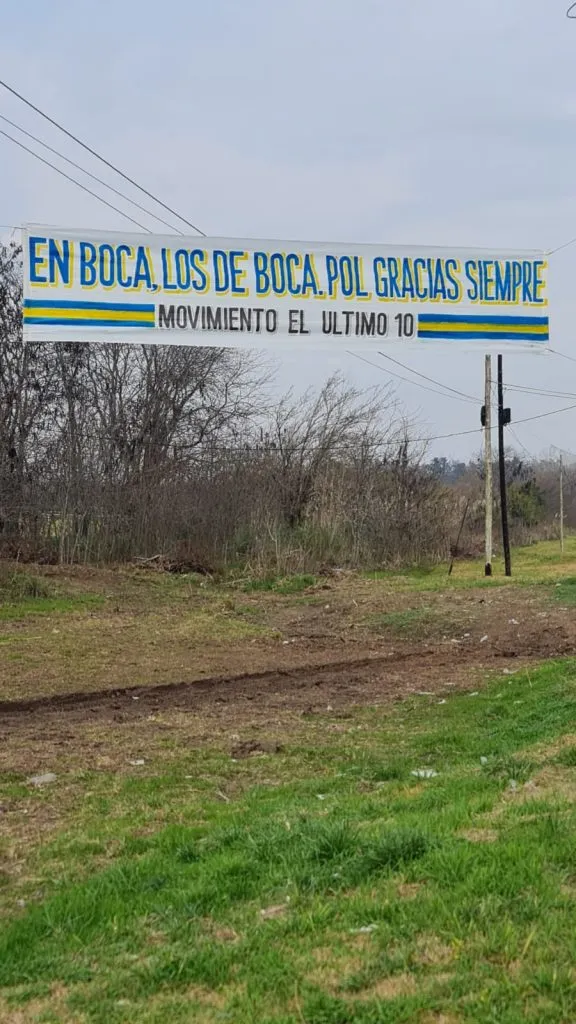 EN BOCA, LOS DE BOCA. POL GRACIAS SIEMPRE
MOVIMIENTO EL ULTIMO 10